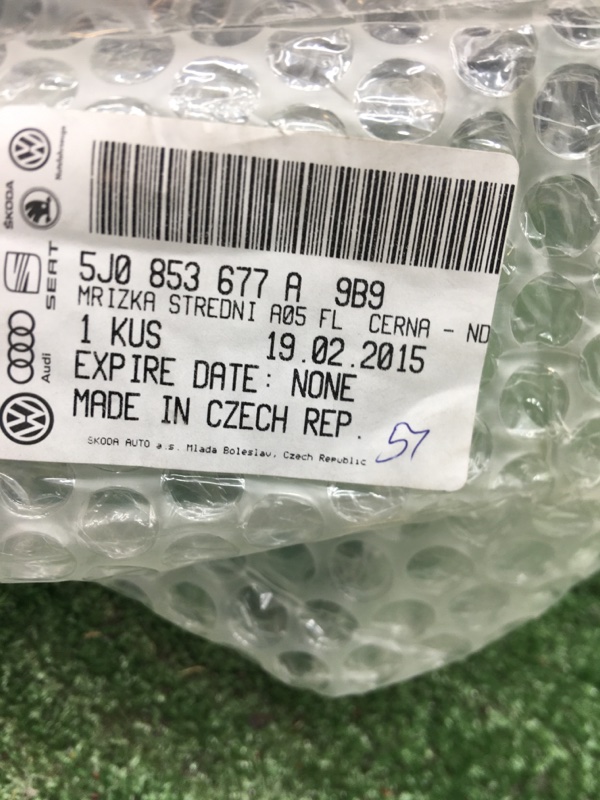 5J0 853 677 A 9B9
MRIZKA STREDNI A05 FL CERNA - ND
1 KUS 19.02.2015
EXPIRE DATE: NONE
MADE IN CZECH REP.
ŠKODA AUTO a.s. Mlada Boleslav, Czech Republic
57
ŠKODA
SEAT
Audi